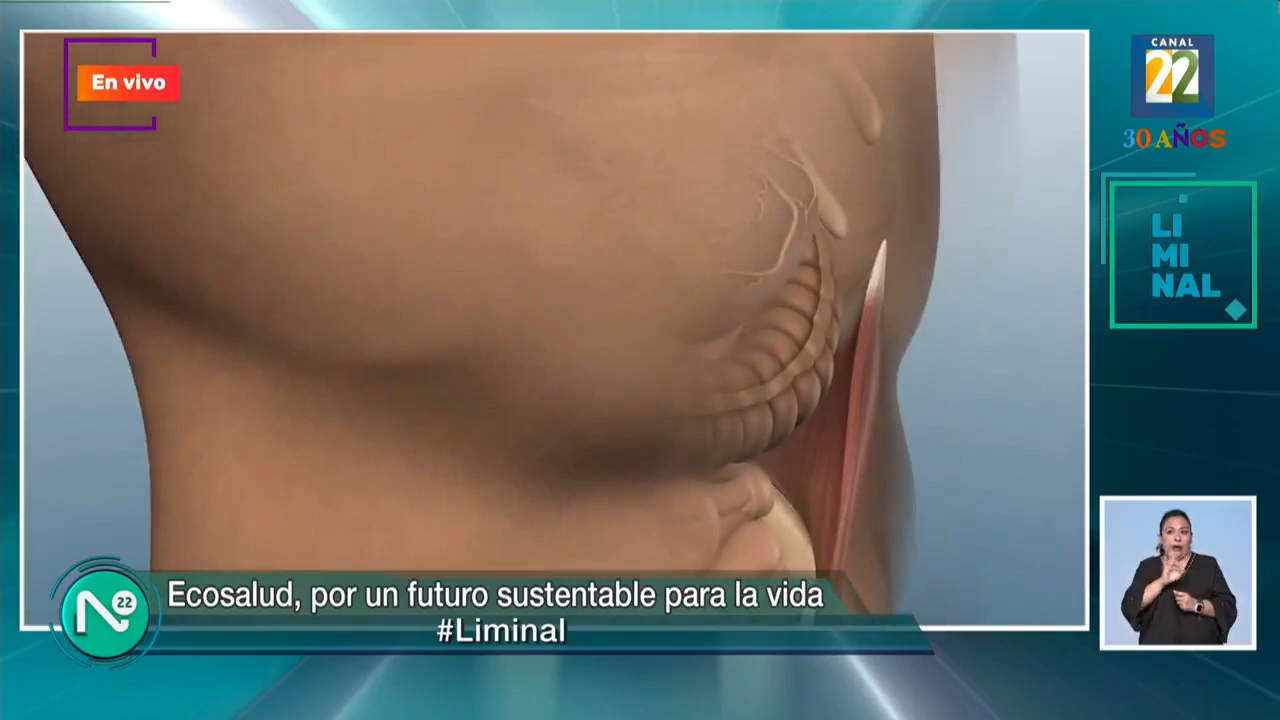 En vivo
CANAL
22
30 AÑOS
LI
MI
NAL
N 22
Ecosalud, por un futuro sustentable para la vida
#Liminal